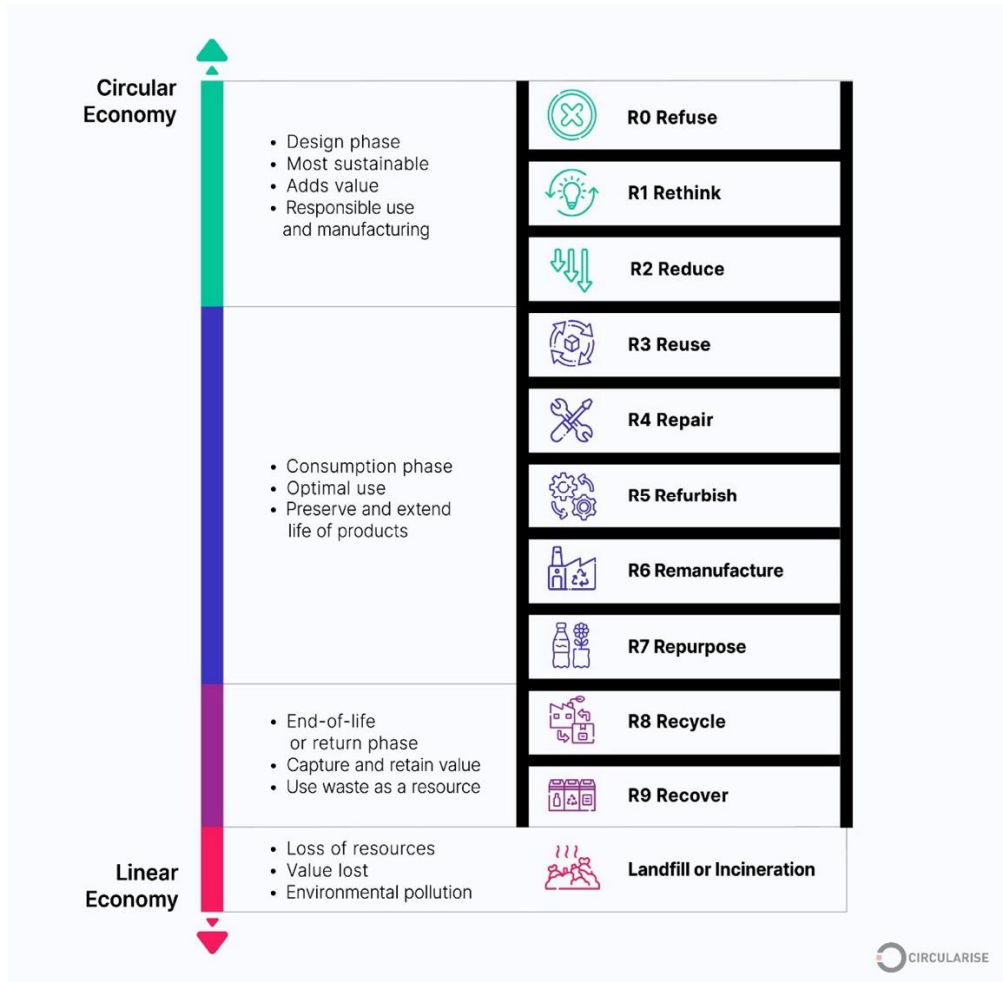 Circular
Economy
• Design phase
• Most sustainable
• Adds value
• Responsible use
and manufacturing
R0 Refuse
R1 Rethink
R2 Reduce
• Consumption phase
• Optimal use
• Preserve and extend
life of products
R3 Reuse
R4 Repair
R5 Refurbish
R6 Remanufacture
R7 Repurpose
• End-of-life
or return phase
• Capture and retain value
• Use waste as a resource
R8 Recycle
R9 Recover
Linear
Economy
• Loss of resources
• Value lost
• Environmental pollution
Landfill or Incineration
CIRCULARISE